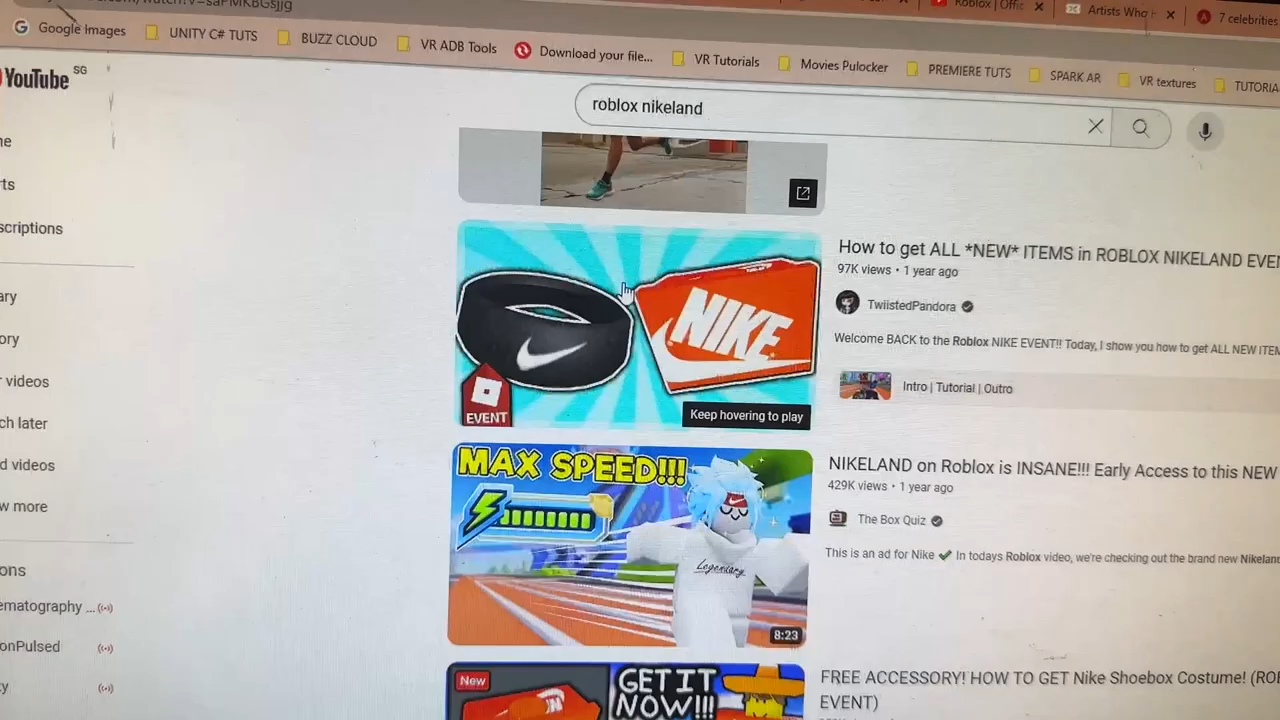 Roblox | Offic
Artists Who H
7 celebrities
Google Images
UNITY C# TUTS
BUZZ CLOUD
VR ADB Tools
Download your file...
VR Tutorials
Movies Pulocker
PREMIERE TUTS
SPARK AR
VR textures
TUTORIA
YouTube SG
roblox nikeland
ne
rts
scriptions
ary
ory
r videos
ch later
d videos
w more
ons
ematography ...
onPulsed
y
NIKE
EVENT
Keep hovering to play
How to get ALL *NEW* ITEMS in ROBLOX NIKELAND EVEN
97K views • 1 year ago
TwiistedPandora
Welcome BACK to the Roblox NIKE EVENT!! Today, I show you how to get ALL NEW ITEM
Intro | Tutorial | Outro
MAX SPEED!!!
Legendary
8:23
NIKELAND on Roblox is INSANE!!! Early Access to this NEW
429K views • 1 year ago
The Box Quiz
This is an ad for Nike ✔ In todays Roblox video, we're checking out the brand new Nikeland
New
GET IT
NOW!!!
FREE ACCESSORY! HOW TO GET Nike Shoebox Costume! (ROB
EVENT)